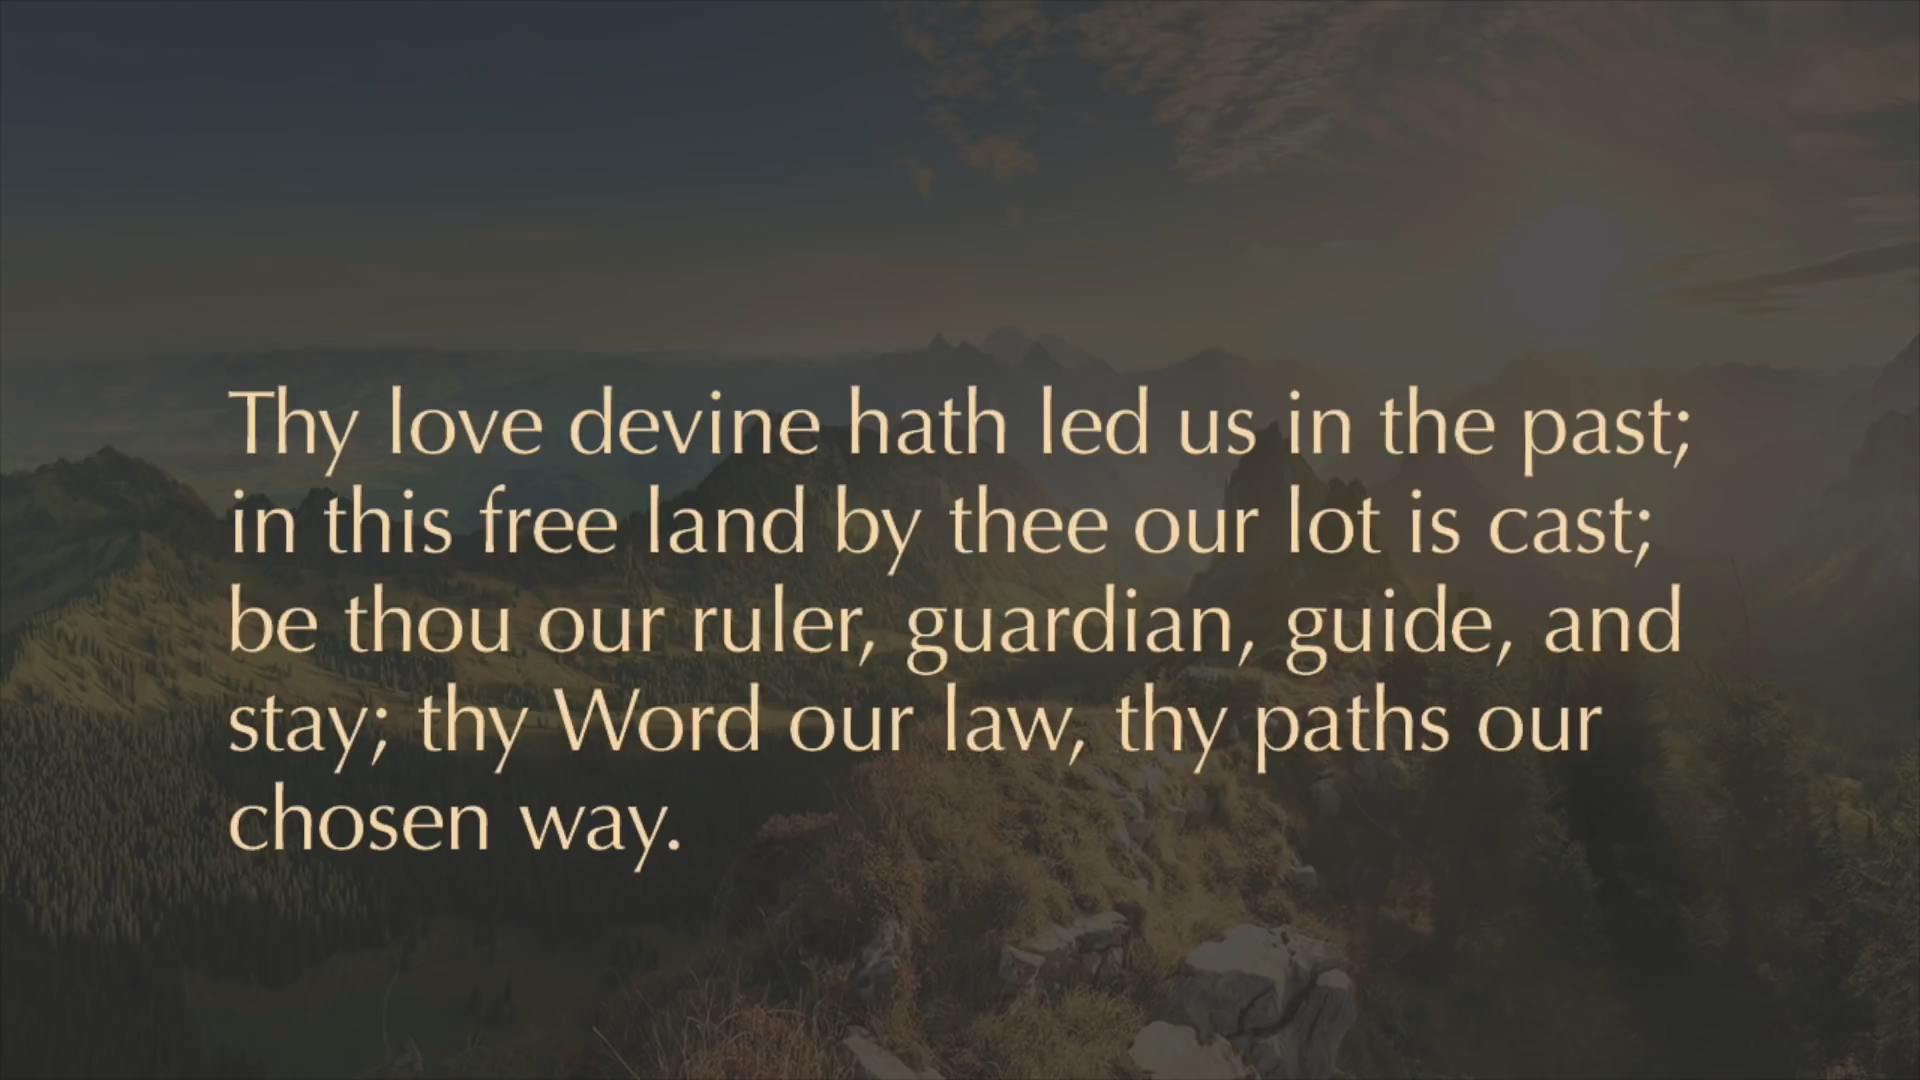 Thy love devine hath led us in the past;
in this free land by thee our lot is cast;
be thou our ruler, guardian, guide, and
stay; thy Word our law, thy paths our
chosen way.